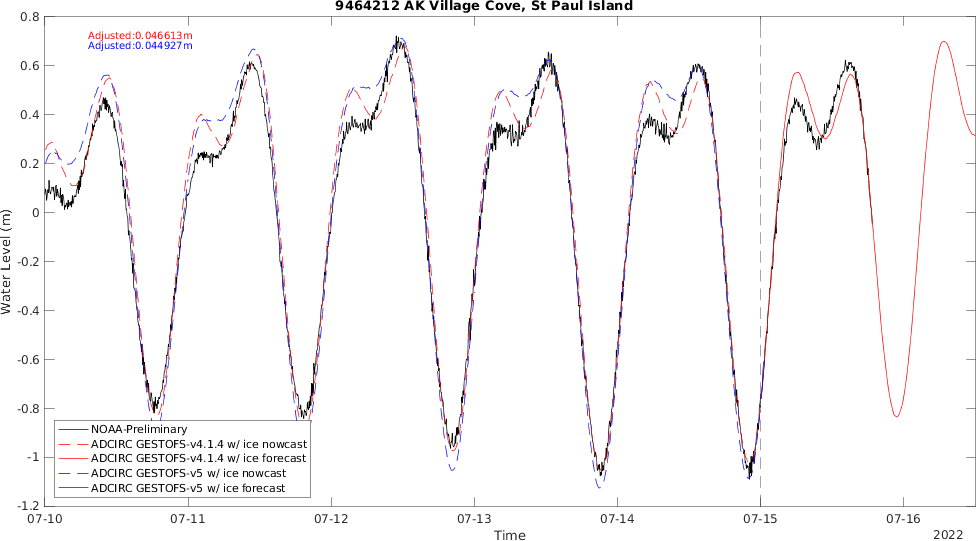 9464212 AK Village Cove, St Paul Island
Adjusted:0.046613m
Adjusted:0.044927m
Water Level (m)
0.8
0.6
0.4
0.2
0
-0.2
-0.4
-0.6
-0.8
-1
-1.2
NOAA-Preliminary
ADCIRC GESTOFS-v4.1.4 w/ ice nowcast
ADCIRC GESTOFS-v4.1.4 w/ ice forecast
ADCIRC GESTOFS-v5 w/ ice nowcast
ADCIRC GESTOFS-v5 w/ ice forecast
07-10 07-11 07-12 07-13 07-14 07-15 07-16
Time
2022